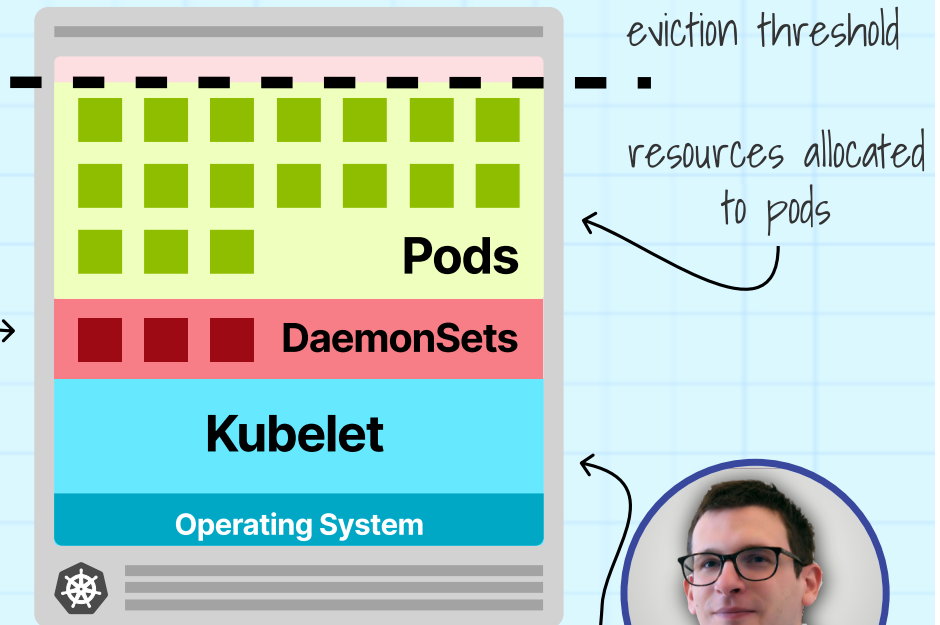 eviction threshold
resources allocated
to pods
Pods
DaemonSets
Kubelet
Operating System